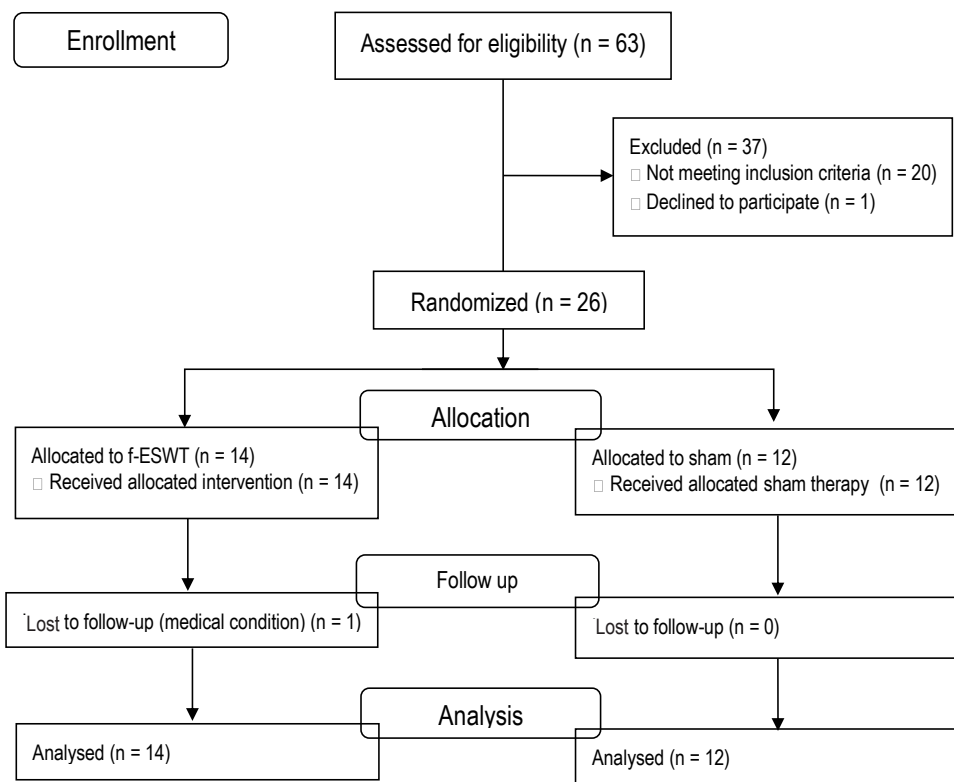 Enrollment
Assessed for eligibility (n = 63)
Excluded (n = 37)
□ Not meeting inclusion criteria (n = 20)
□ Declined to participate (n = 1)
Randomized (n = 26)
Allocation
Allocated to f-ESWT (n = 14)
□ Received allocated intervention (n = 14)
Allocated to sham (n = 12)
□ Received allocated sham therapy (n = 12)
Follow up
Lost to follow-up (medical condition) (n = 1)
Lost to follow-up (n = 0)
Analysis
Analysed (n = 14)
Analysed (n = 12)